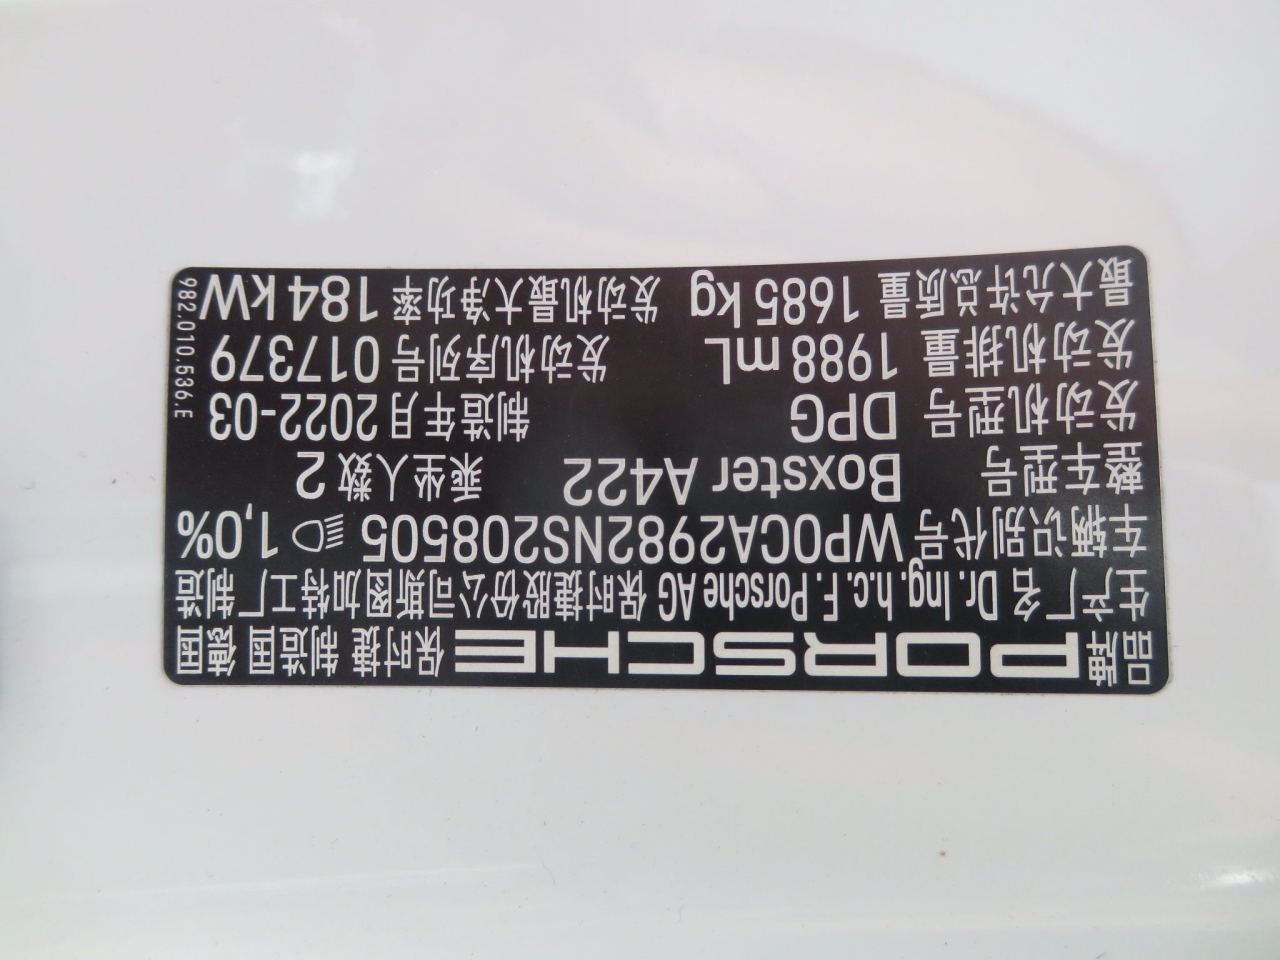 品牌 PORSCHE 保时捷 制造国 德国
生产厂名 Dr. Ing. h.c. F. Porsche AG 保时捷股份公司斯图加特工厂制造
车辆识别代号 WP0CA2982NS208505 1,0%
整车型号 Boxster A422 乘坐人数 2
发动机型号 DPG 制造年月 2022-03
发动机排量 1988 mL 发动机序列号 017379
最大允许总质量 1685 kg 发动机最大净功率 184 kW
982.010.536.E